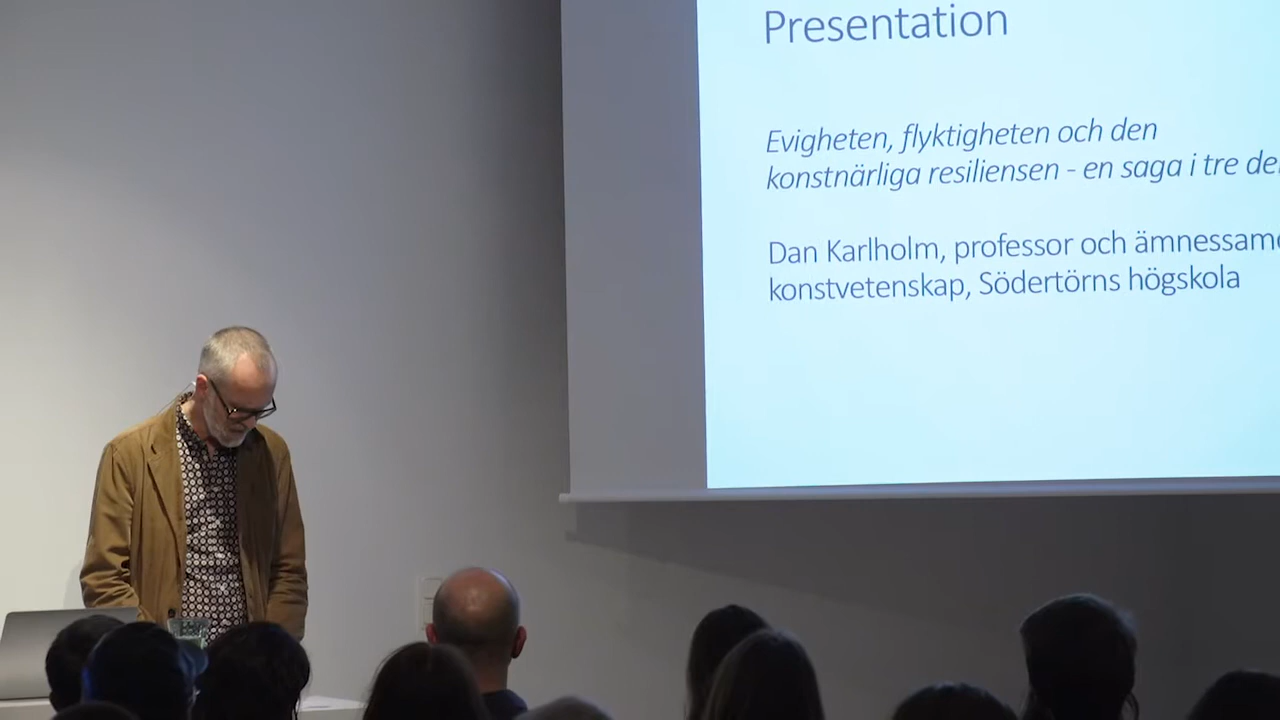 Presentation
Evigheten, flyktigheten och den
konstnärliga resiliensen - en saga i tre
Dan Karlholm, professor och
konstvetenskap, Södertörns högskola